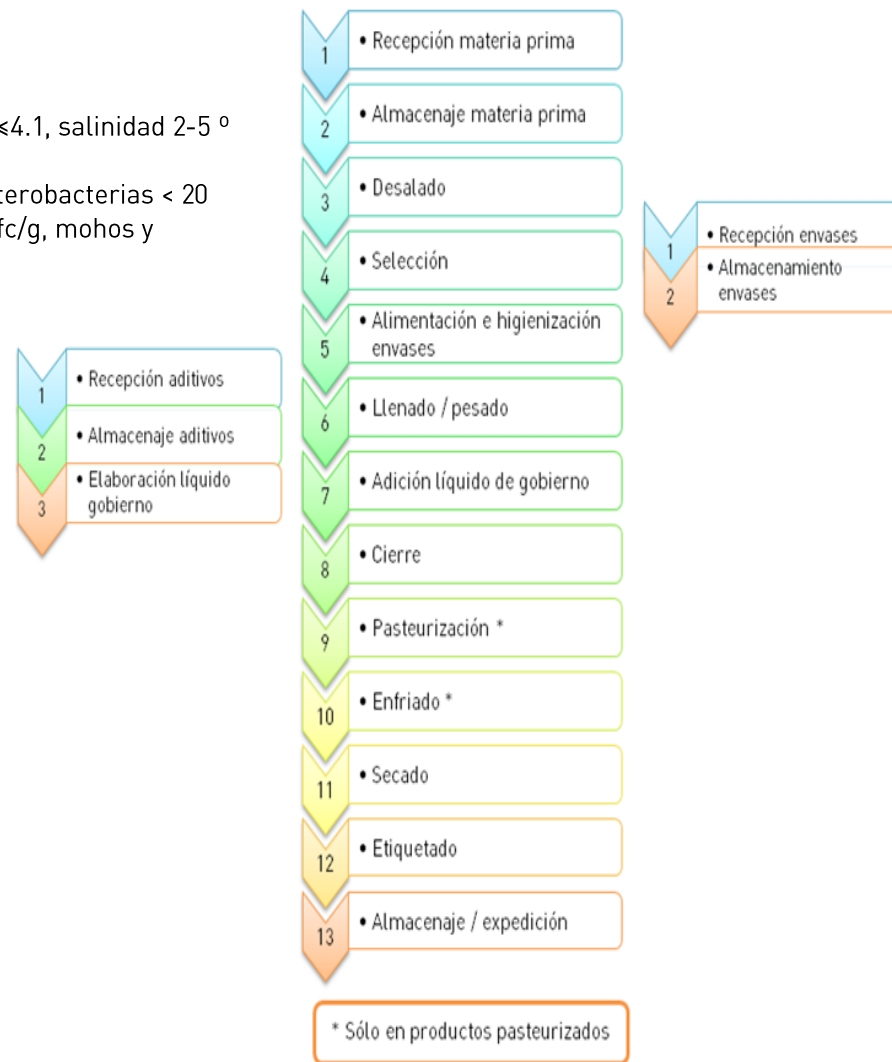 ≤4.1, salinidad 2-5 º
terobacterias < 20
fc/g, mohos y
1
• Recepción aditivos
2
• Almacenaje aditivos
3
• Elaboración líquido
gobierno
1
• Recepción materia prima
2
• Almacenaje materia prima
3
• Desalado
4
• Selección
5
• Alimentación e higienización
envases
6
• Llenado / pesado
7
• Adición líquido de gobierno
8
• Cierre
9
• Pasteurización *
10
• Enfriado *
11
• Secado
12
• Etiquetado
13
• Almacenaje / expedición
* Sólo en productos pasteurizados
1
• Recepción envases
2
• Almacenamiento
envases